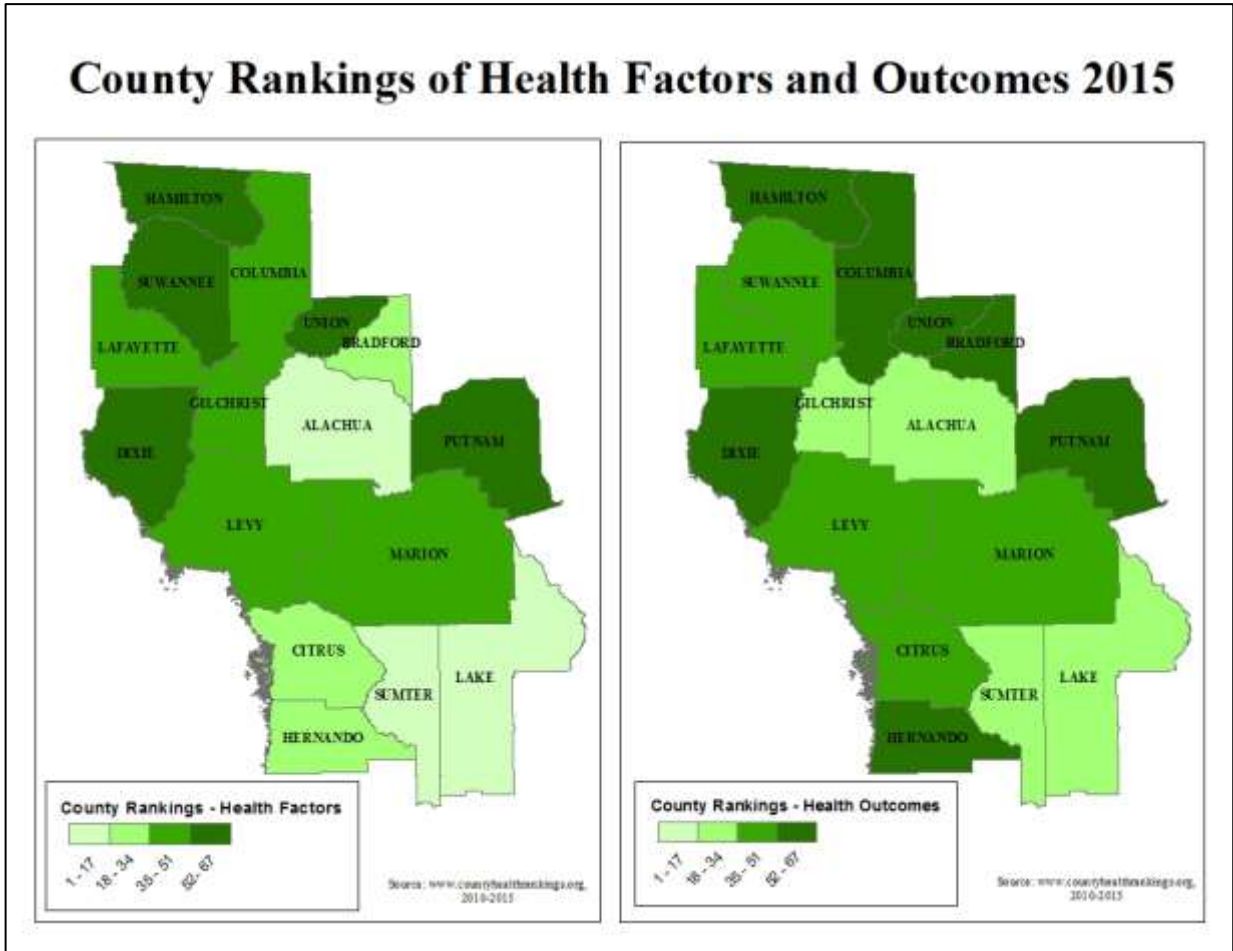 County Rankings of Health Factors and Outcomes 2015
HAMILTON
SUWANNEE
COLUMBIA
LAFAYETTE
UNION
BRADFORD
GILCHRIST
ALACHUA
DIXIE
PUTNAM
LEVY
MARION
CITRUS
SUMTER
LAKE
HERNANDO
County Rankings - Health Factors
1 - 17
18 - 34
35 - 51
52 - 67
Source: www.countyhealthrankings.org,
2010-2015
HAMILTON
SUWANNEE
COLUMBIA
LAFAYETTE
UNION
BRADFORD
GILCHRIST
ALACHUA
DIXIE
PUTNAM
LEVY
MARION
CITRUS
SUMTER
LAKE
HERNANDO
County Rankings - Health Outcomes
1 - 17
18 - 34
35 - 51
52 - 67
Source: www.countyhealthrankings.org,
2010-2015